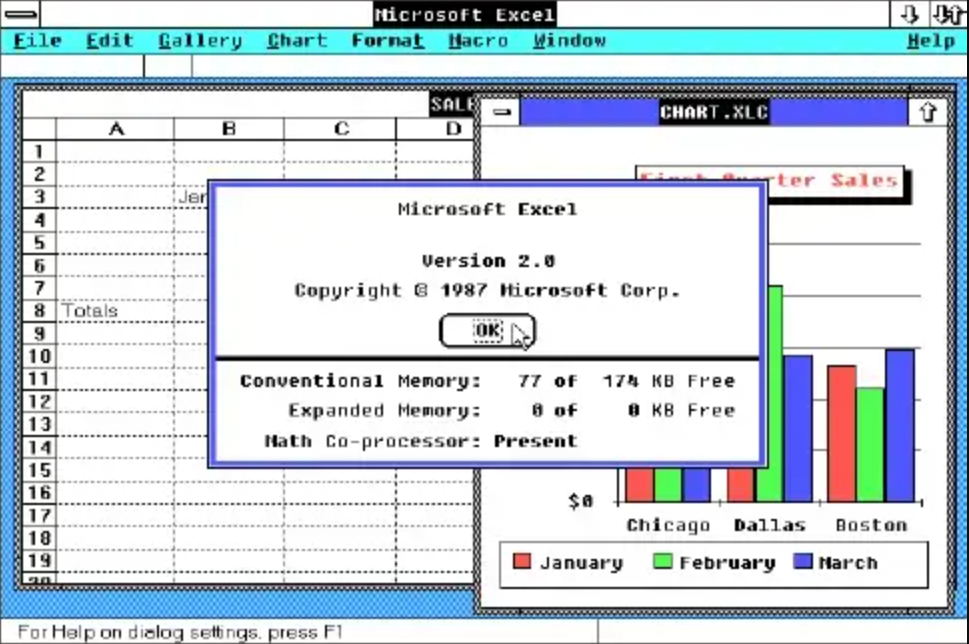 Microsoft Excel
File Edit Gallery Chart Format Macro Window Help
SALE
CHART.XLC
A B C D
1
2
3 Jan
4
5
6
7
8 Totals
9
10
11
12
13
14
15
16
17
18
19
20
First Quarter Sales
Microsoft Excel
Version 2.0
Copyright © 1987 Microsoft Corp.
OK
Conventional Memory: 77 of 174 KB Free
Expanded Memory: 0 of 0 KB Free
Math Co-processor: Present
$0
Chicago Dallas Boston
January February March
For Help on dialog settings, press F1